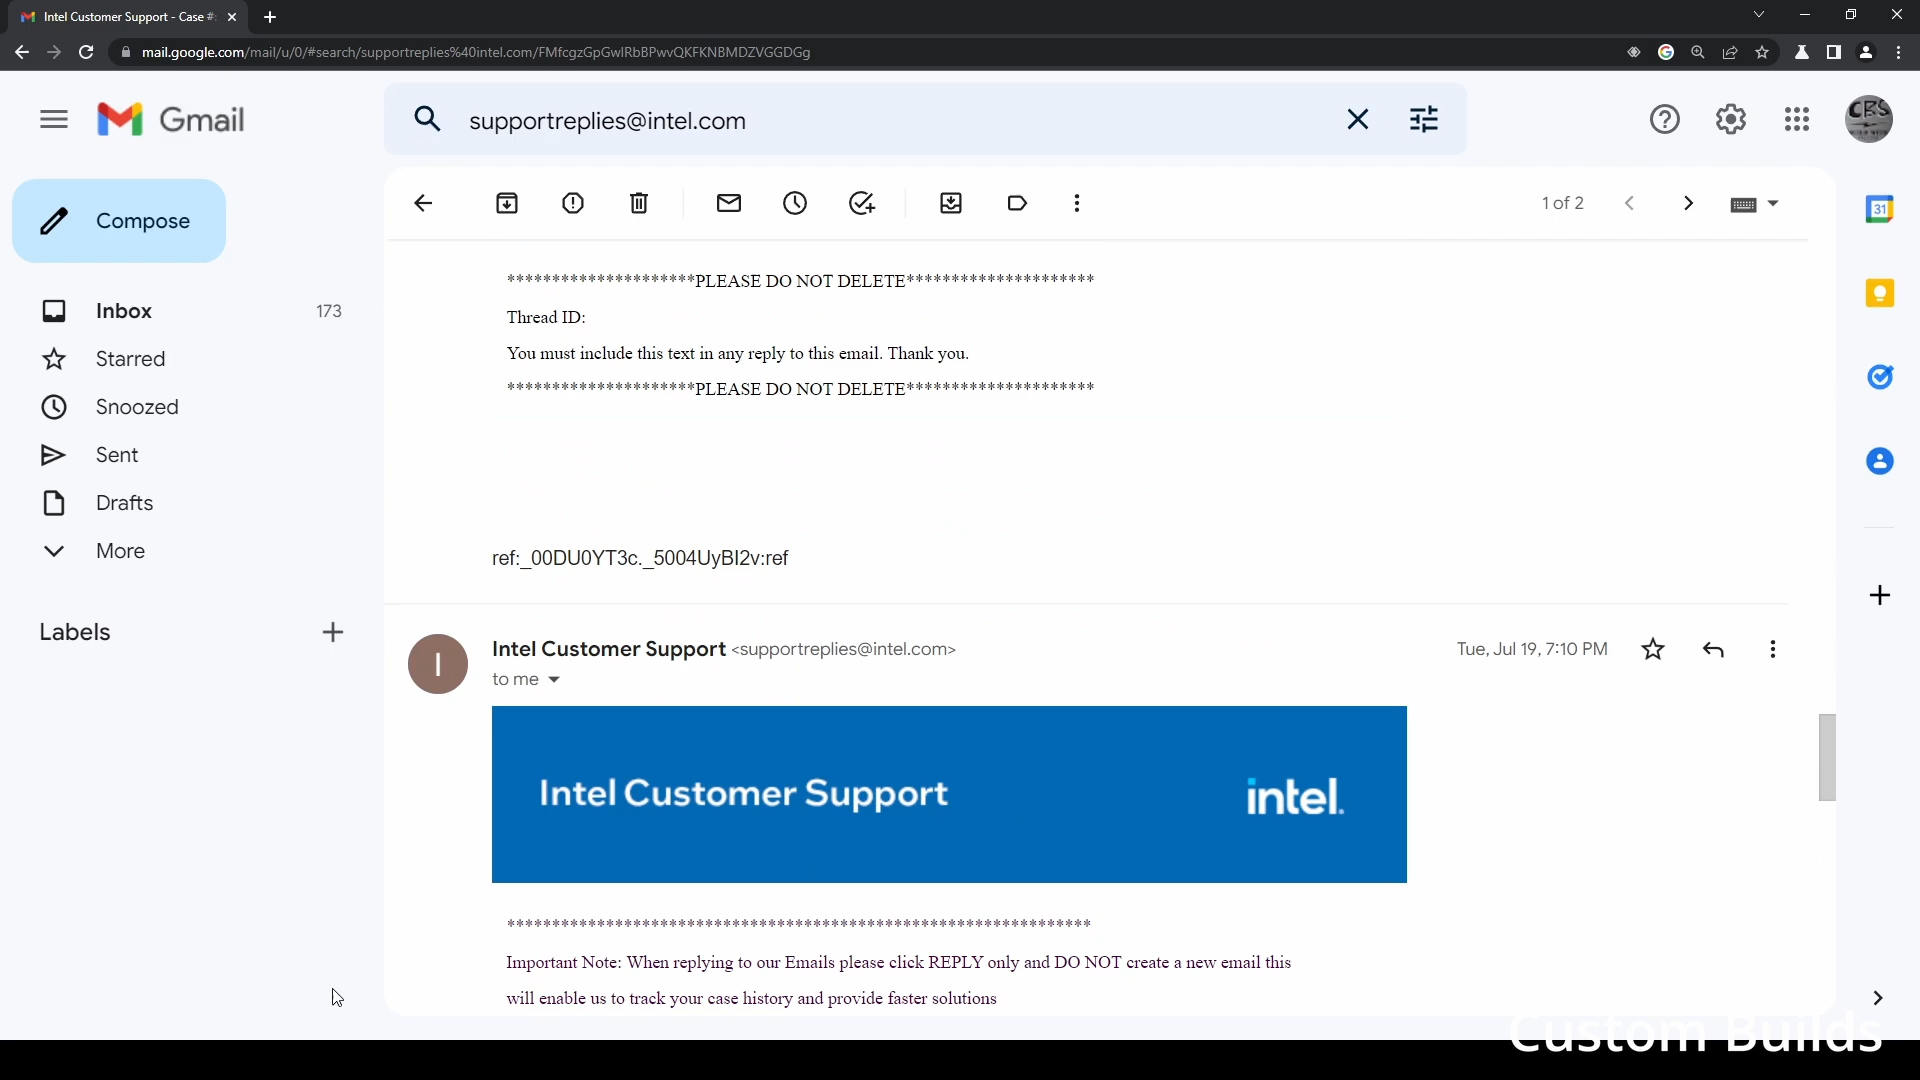 Intel Customer Support - Case #:
mail.google.com/mail/u/0/#search/supportreplies%40intel.com/FMfcgzGpGwlRbBPwvQKFKNBMDZVGGDGg
Gmail
supportreplies@intel.com
CBS
Compose
1 of 2
31
Inbox 173
Starred
Snoozed
Sent
Drafts
More
Labels
*********************PLEASE DO NOT DELETE*********************
Thread ID:
You must include this text in any reply to this email. Thank you.
*********************PLEASE DO NOT DELETE*********************
ref:_00DU0YT3c._5004UyBI2v:ref
I
Intel Customer Support <supportreplies@intel.com>
Tue, Jul 19, 7:10 PM
to me
Intel Customer Support
intel.
*****************************************************************
Important Note: When replying to our Emails please click REPLY only and DO NOT create a new email this
will enable us to track your case history and provide faster solutions
Custom Builds